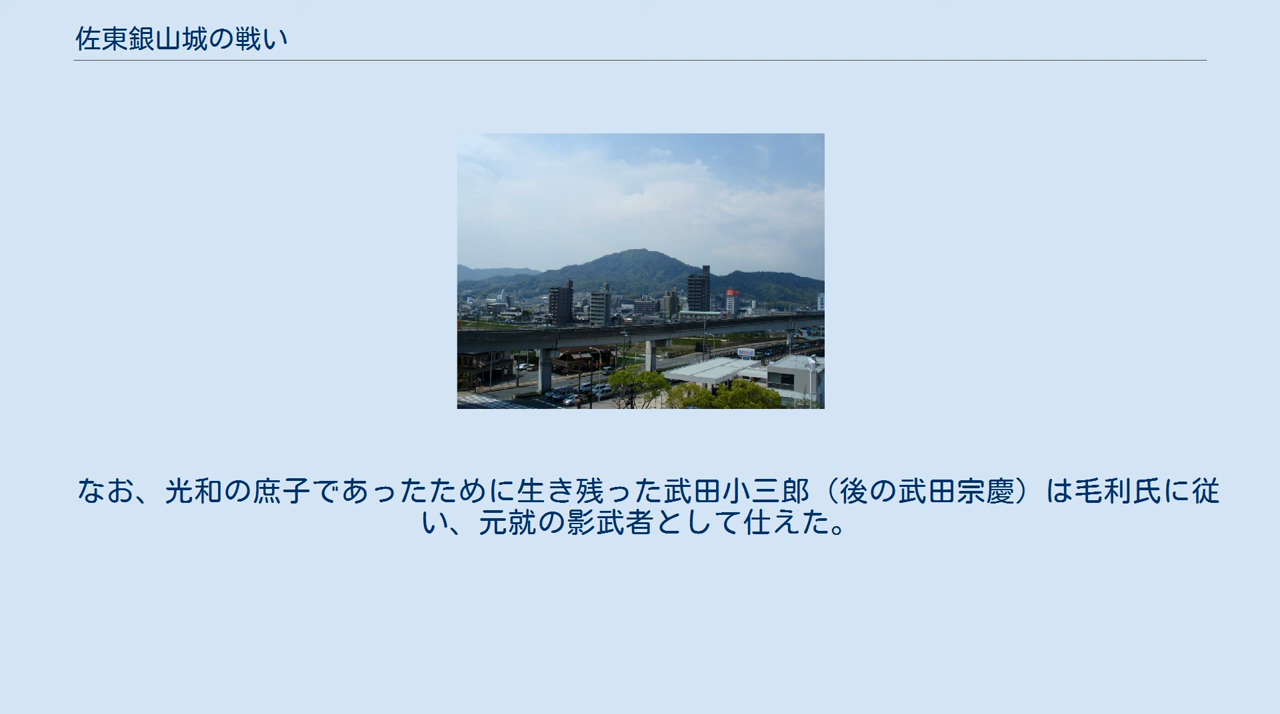 佐東銀山城の戦い
なお、光和の庶子であったために生き残った武田小三郎（後の武田宗慶）は毛利氏に従
い、元就の影武者として仕えた。